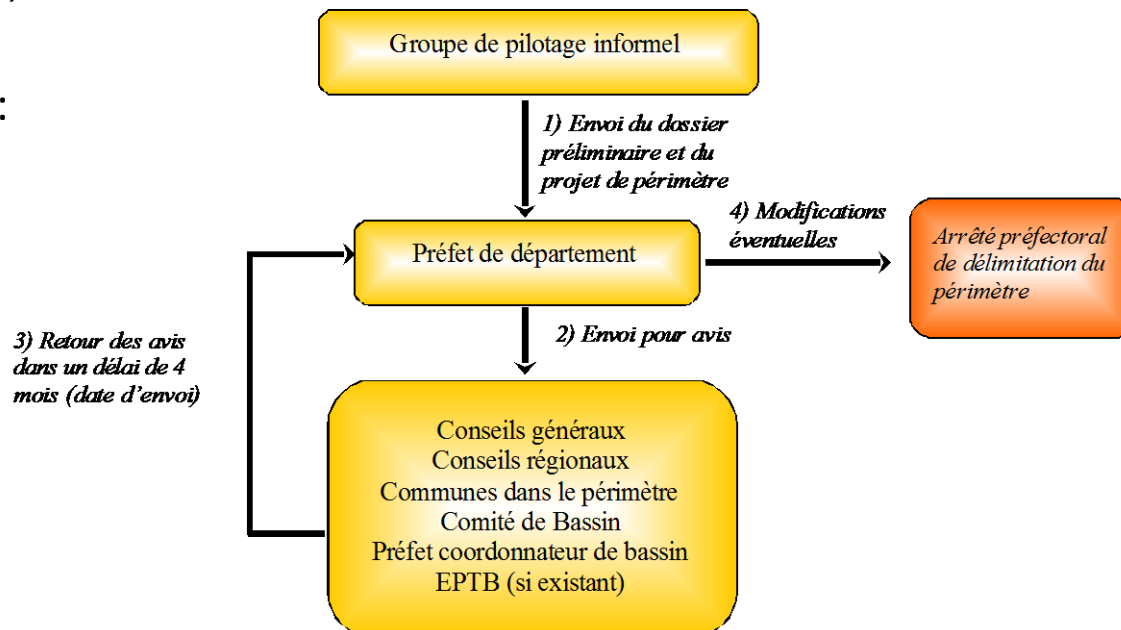 Groupe de pilotage informel
:
1) Envoi du dossier
préliminaire et du
projet de périmètre
4) Modifications
éventuelles
Arrêté préfectoral
de délimitation du
périmètre
Préfet de département
2) Envoi pour avis
3) Retour des avis
dans un délai de 4
mois (date d'envoi)
Conseils généraux
Conseils régionaux
Communes dans le périmètre
Comité de Bassin
Préfet coordonnateur de bassin
EPTB (si existant)